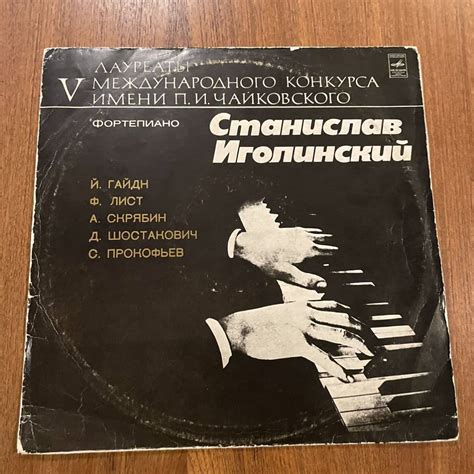 ЛАУРЕАТЫ
V МЕЖДУНАРОДНОГО КОНКУРСА
ИМЕНИ П.И.ЧАЙКОВСКОГО
ФОРТЕПИАНО
Станислав
Иголинский
Й. ГАЙДН
Ф. ЛИСТ
А. СКРЯБИН
Д. ШОСТАКОВИЧ
С. ПРОКОФЬЕВ